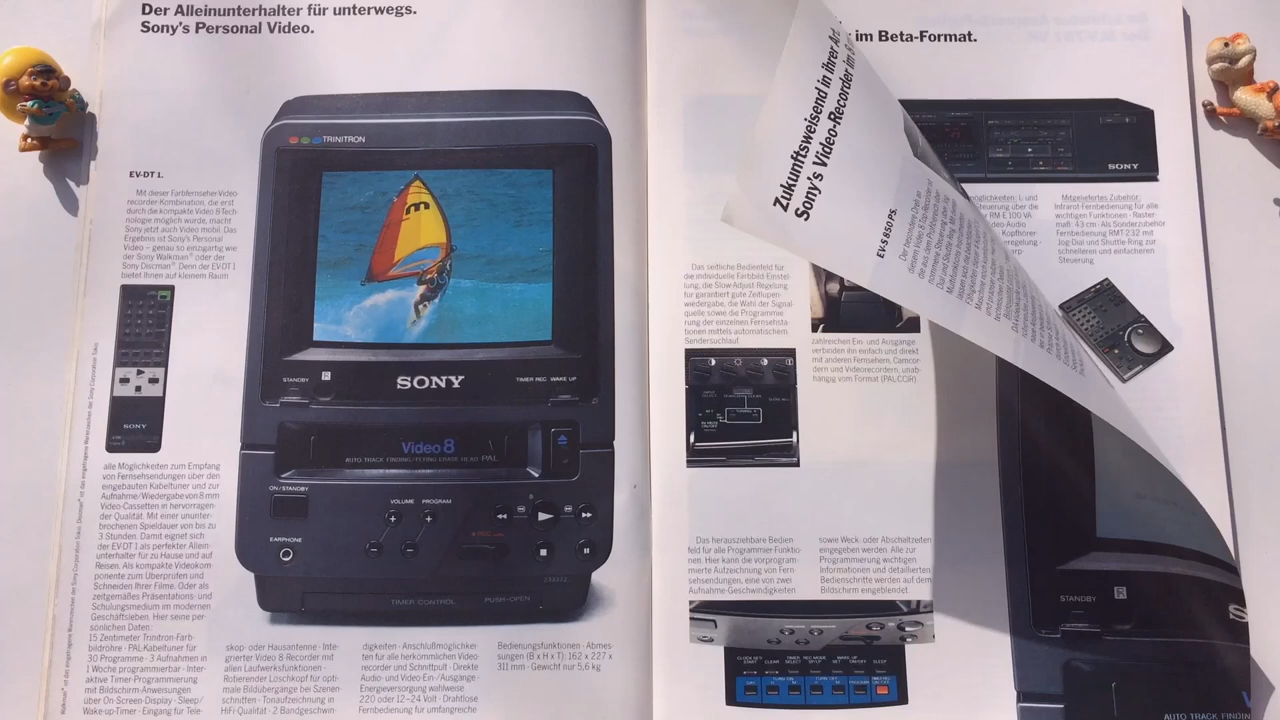 Der Alleinunterhalter für unterwegs.
Sony's Personal Video.
EV-DT 1.
Mit dieser Farbfernseher Video-
recorder-Kombination, die erst
durch die kompakte Video 8-Tech-
nologie möglich wurde, macht
Sony jetzt auch Video mobil. Das
Ergebnis ist Sony's Personal
Video – genau so einzigartig wie
der Sony Walkman® oder der
Sony Discman®. Denn der EV-DT 1
bietet Ihnen auf kleinem Raum
SONY
alle Möglichkeiten zum Empfang
von Fernsehsendungen über den
eingebauten Kabeltuner und zur
Aufnahme/Wiedergabe von 8 mm
Video-Cassetten in hervorragen-
der Qualität. Mit einer ununter-
brochenen Spieldauer von bis zu
3 Stunden. Damit eignet sich
der EV-DT 1 als perfekter Allein-
unterhalter für zu Hause und auf
Reisen. Als kompakte Videokom-
ponente zum Überprüfen und
Schneiden Ihrer Filme. Oder als
zeitgemäßes Präsentations- und
Schulungsmedium im modernen
Geschäftsleben. Hier seine per-
sönlichen Daten:
15 Zentimeter Trinitron-Farb-
bildröhre · PAL-Kabeltuner für
30 Programme · 3 Aufnahmen in
1 Woche programmierbar · Inter-
aktive Timer Programmierung
mit Bildschirm-Anweisungen
über On-Screen-Display · Sleep/
Wake-up-Timer · Eingang für Tele-
skop- oder Hausantenne · Inte-
grierter Video 8-Recorder mit
allen Laufwerksfunktionen ·
Rotierender Löschkopf für opti-
male Bildübergänge bei Szenen-
schnitten · Tonaufzeichnung in
HiFi-Qualität · 2 Bandgeschwin-
digkeiten · Anschlußmöglichkei-
ten für alle herkömmlichen Video-
recorder und Schnittpult · Direkte
Audio- und Video-Ein-/Ausgänge
Energieversorgung wahlweise
220 oder 12–24 Volt · Drahtlose
Fernbedienung für umfangreiche
Bedienungsfunktionen · Abmes-
sungen (B x H x T): 162 x 227 x
311 mm · Gewicht nur 5,6 kg
TRINITRON
STANDBY
SONY
TIMER REC WAKE UP
Video 8
AUTO TRACK FINDING/FLYING ERASE HEAD PAL
ON/STANDBY
VOLUME PROGRAM
REC
EARPHONE
TIMER CONTROL
PUSH-OPEN
im Beta-Format.
Zukunftsweisend in ihrer Art.
Sony's Video-Recorder im
EV-S 850 PS.
SONY
Mitgeliefertes Zubehör:
Infrarot-Fernbedienung für alle
wichtigen Funktionen · Raster-
maß: 43 cm · Als Sonderzubehör
Fernbedienung RMT-232 mit
Jog-Dial und Shuttle-Ring zur
schnelleren und einfacheren
Steuerung
Das seitliche Bedienfeld für
die individuelle Farbbild-Einstel-
lung, die Slow-Adjust-Regelung
für garantiert gute Zeitlupen-
wiedergabe, die Wahl der Signal-
quelle sowie die Programmie
rung der einzelnen Fernsehsta-
tionen mittels automatischem
Sendersuchlauf.
zahlreichen Ein- und Ausgänge
verbinden ihn einfach und direkt
mit anderen Fernsehern, Camcor-
dern und Videorecordern, unab-
hängig vom Format (PAL CCIR).
Das herausziehbare Bedien
feld für alle Programmier-Funktio-
nen. Hier kann die vorprogram-
mierte Aufzeichnung von Fern-
sehsendungen, eine von zwei
Aufnahme-Geschwindigkeiten
sowie Weck- oder Abschaltzeiten
eingegeben werden. Alle zur
Programmierung wichtigen
Informationen und detaillierten
Bedienschritte werden auf dem
Bildschirm eingeblendet.
STANDBY
AUTO TRACK FINDIN